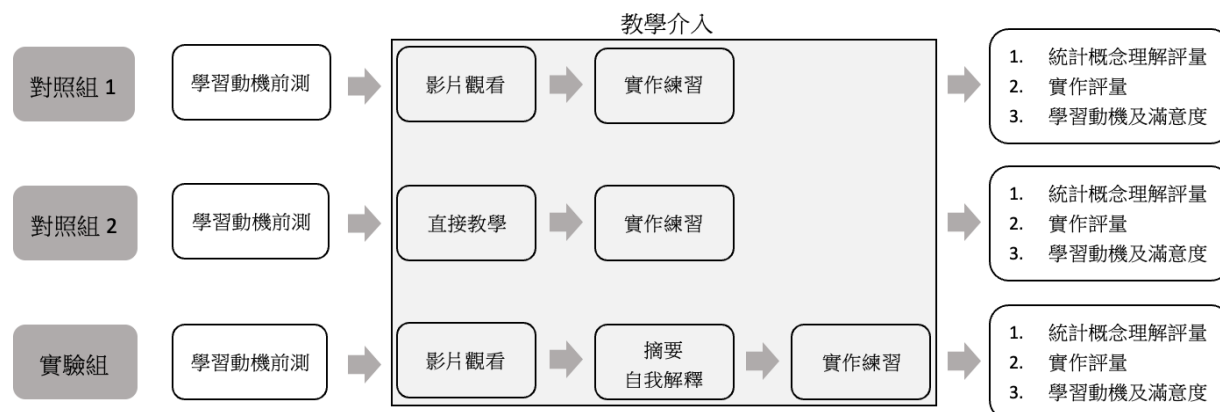 教學介入
對照組 1
學習動機前測
影片觀看
實作練習
1. 統計概念理解評量
2. 實作評量
3. 學習動機及滿意度
對照組 2
學習動機前測
直接教學
實作練習
1. 統計概念理解評量
2. 實作評量
3. 學習動機及滿意度
實驗組
學習動機前測
影片觀看
摘要
自我解釋
實作練習
1. 統計概念理解評量
2. 實作評量
3. 學習動機及滿意度